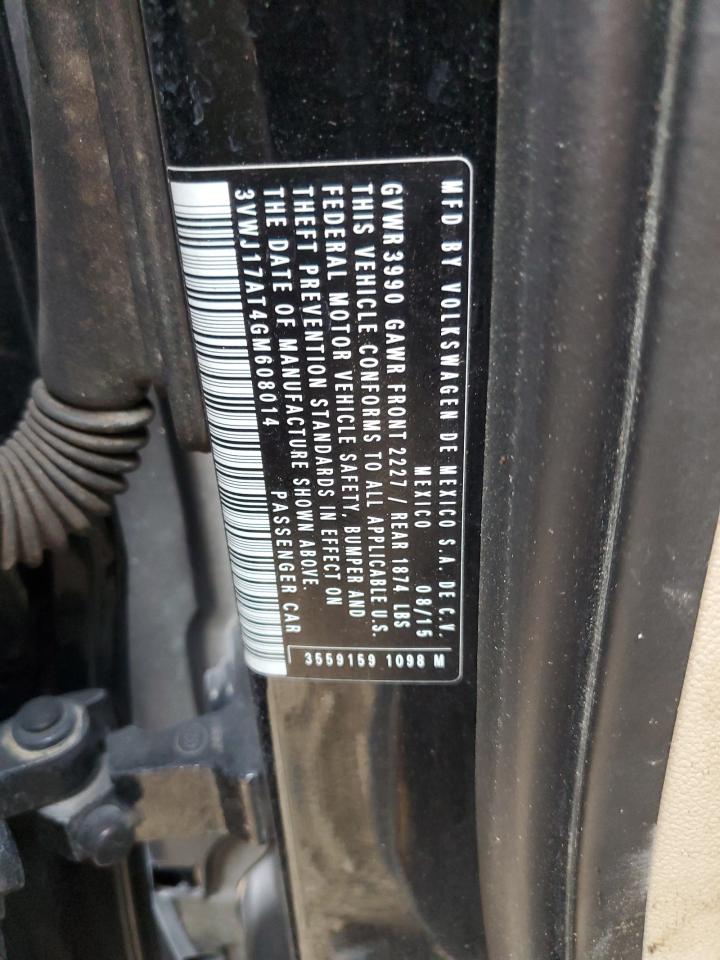 MFD BY VOLKSWAGEN DE MEXICO S.A. DE C.V.
MEXICO 08/15
GVWR 3990 GAWR FRONT 2227 / REAR 1874 LBS
THIS VEHICLE CONFORMS TO ALL APPLICABLE U.S.
FEDERAL MOTOR VEHICLE SAFETY, BUMPER AND
THEFT PREVENTION STANDARDS IN EFFECT ON
THE DATE OF MANUFACTURE SHOWN ABOVE.
3VWJ17AT4GM608014 PASSENGER CAR
3559159 1098 M